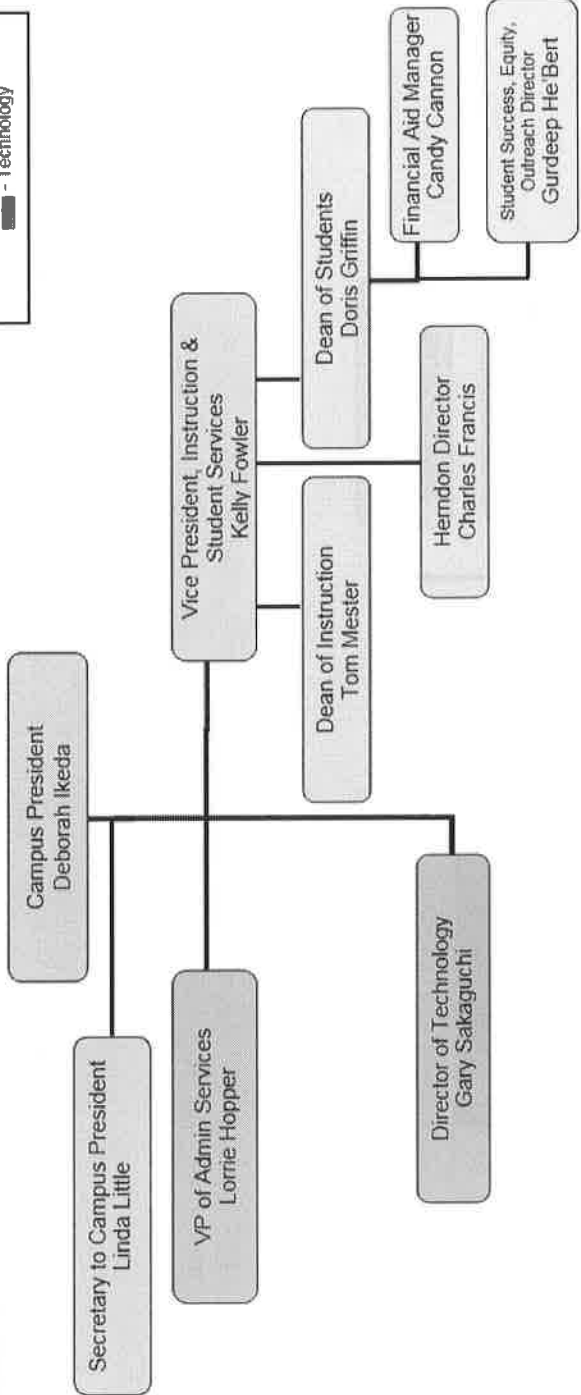 - Technology
Campus President
Deborah Ikeda
Secretary to Campus President
Linda Little
VP of Admin Services
Lorrie Hopper
Vice President, Instruction &
Student Services
Kelly Fowler
Director of Technology
Gary Sakaguchi
Dean of Instruction
Tom Mester
Dean of Students
Doris Griffin
Herndon Director
Charles Francis
Financial Aid Manager
Candy Cannon
Student Success, Equity,
Outreach Director
Gurdeep He'Bert